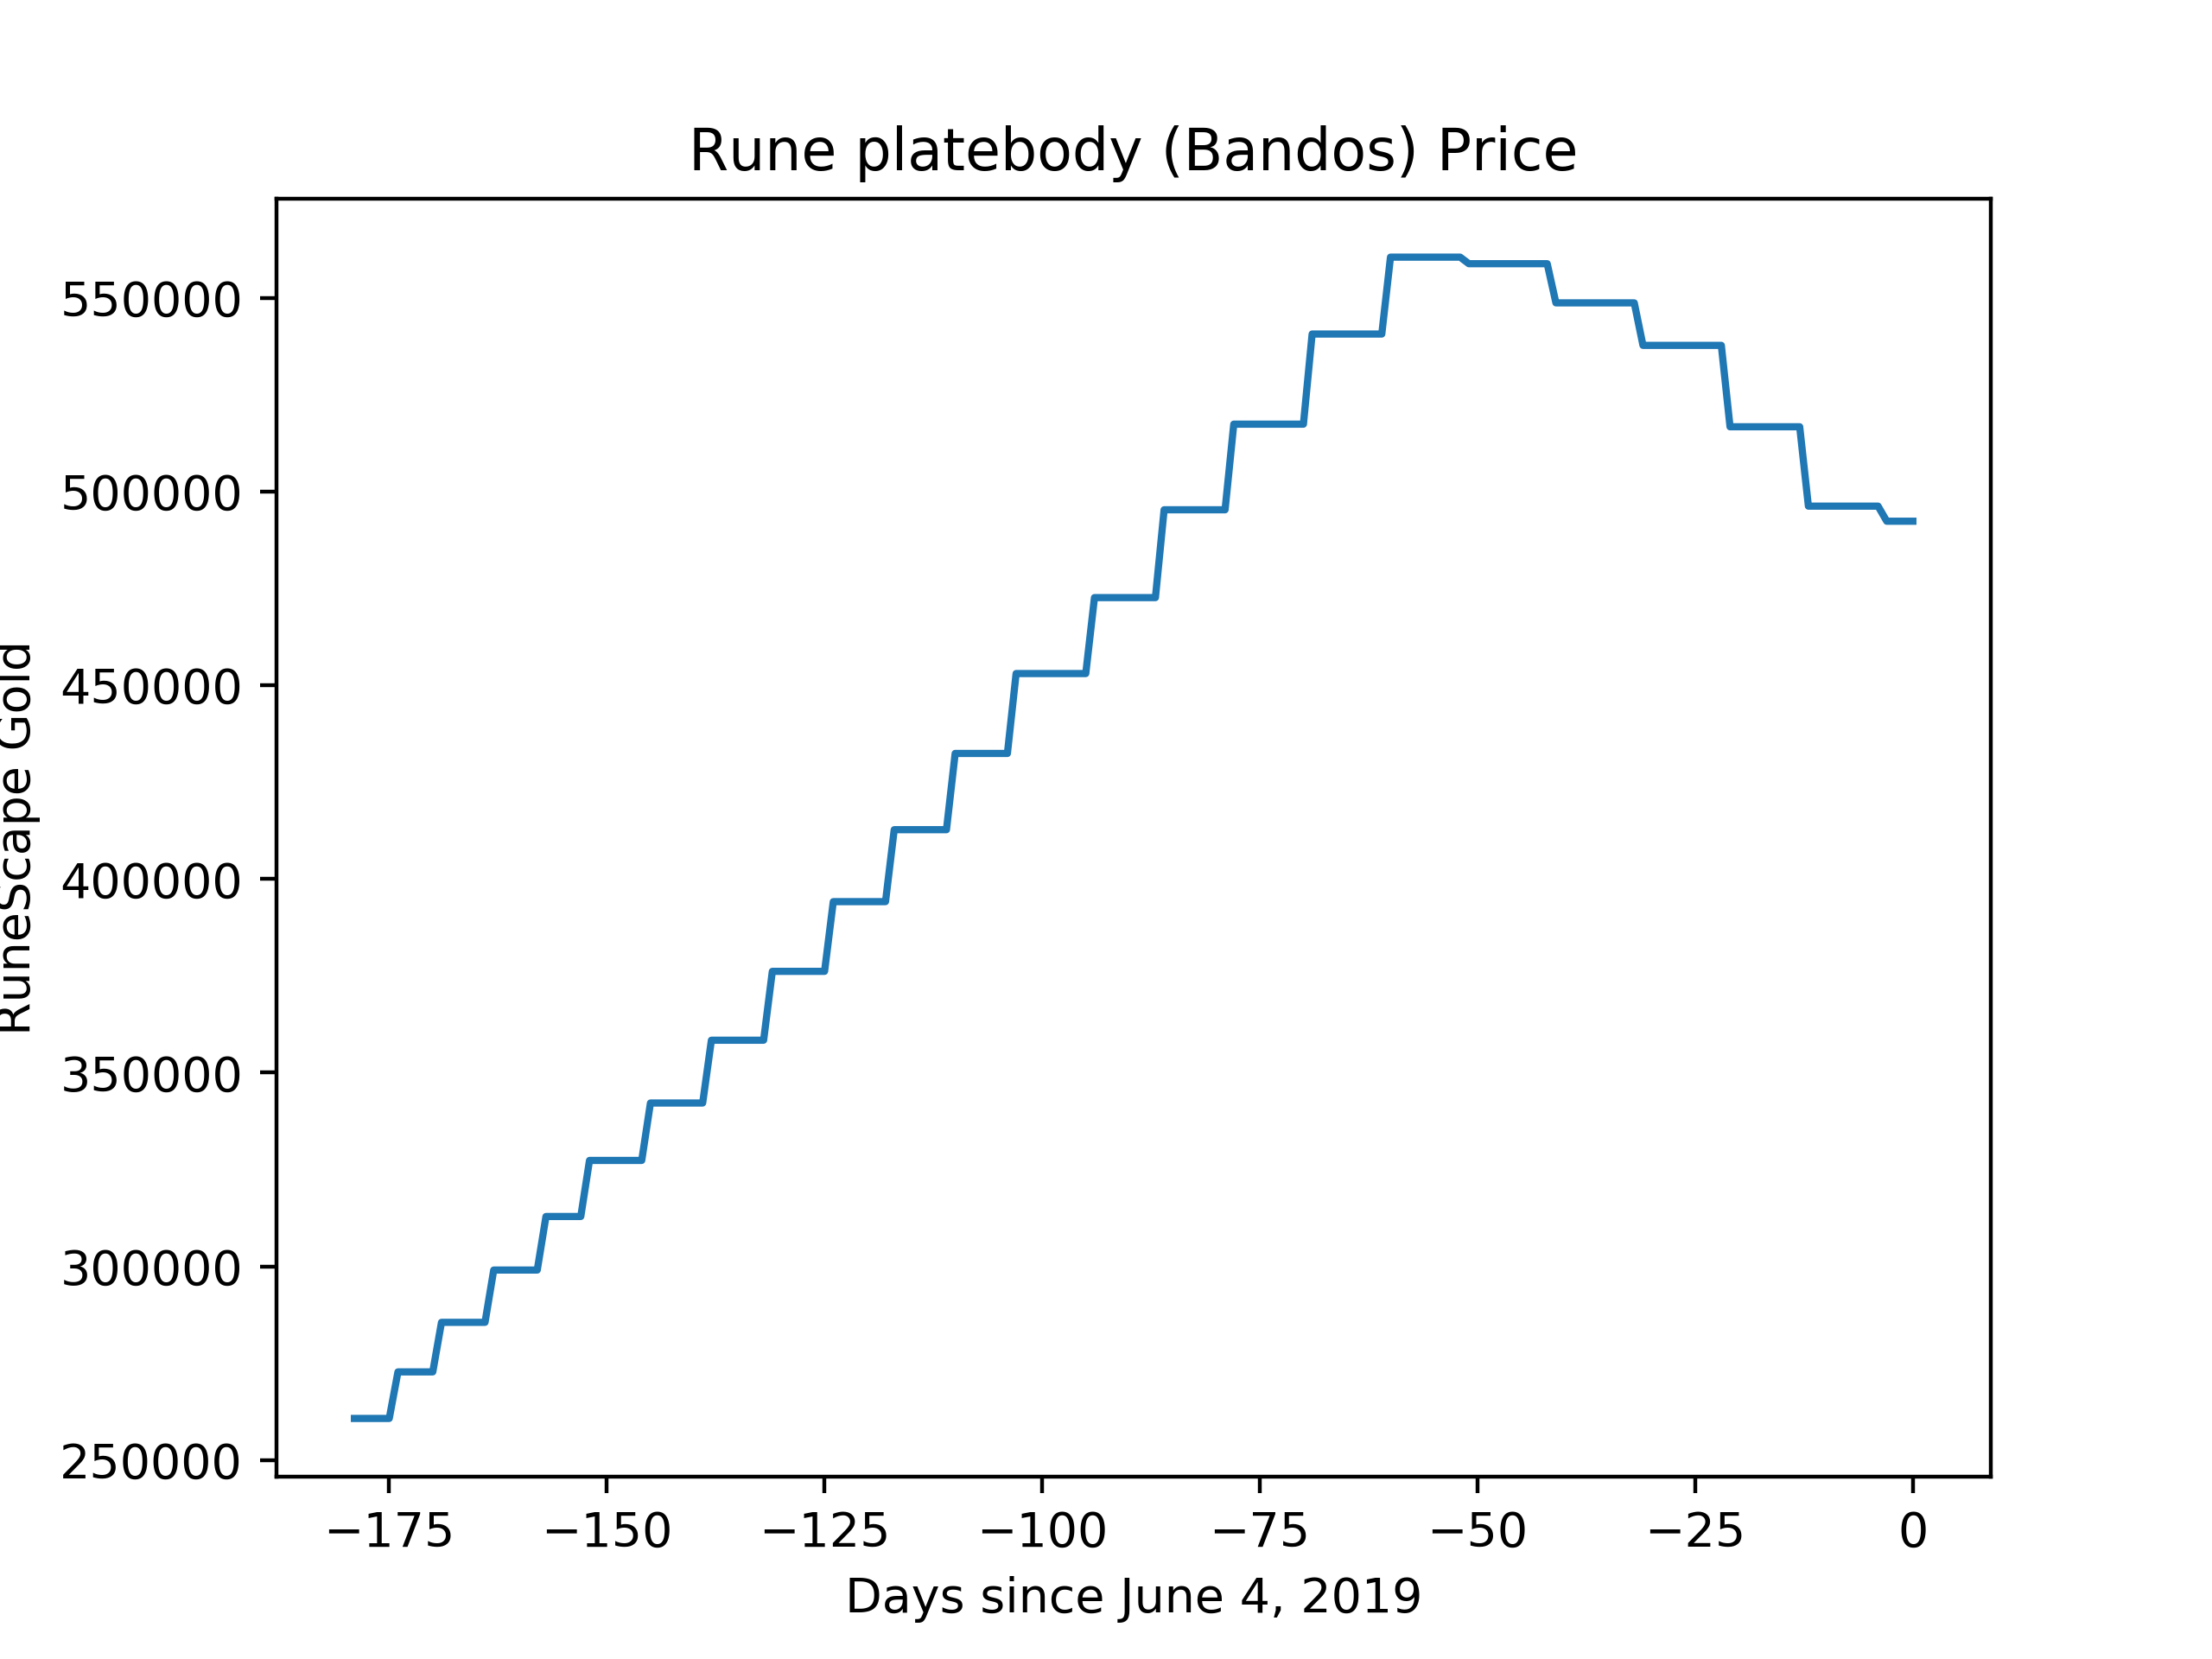 Rune platebody (Bandos) Price
550000
500000
450000
400000
350000
300000
250000
RuneScape Gold
−175 −150 −125 −100 −75 −50 −25 0
Days since June 4, 2019